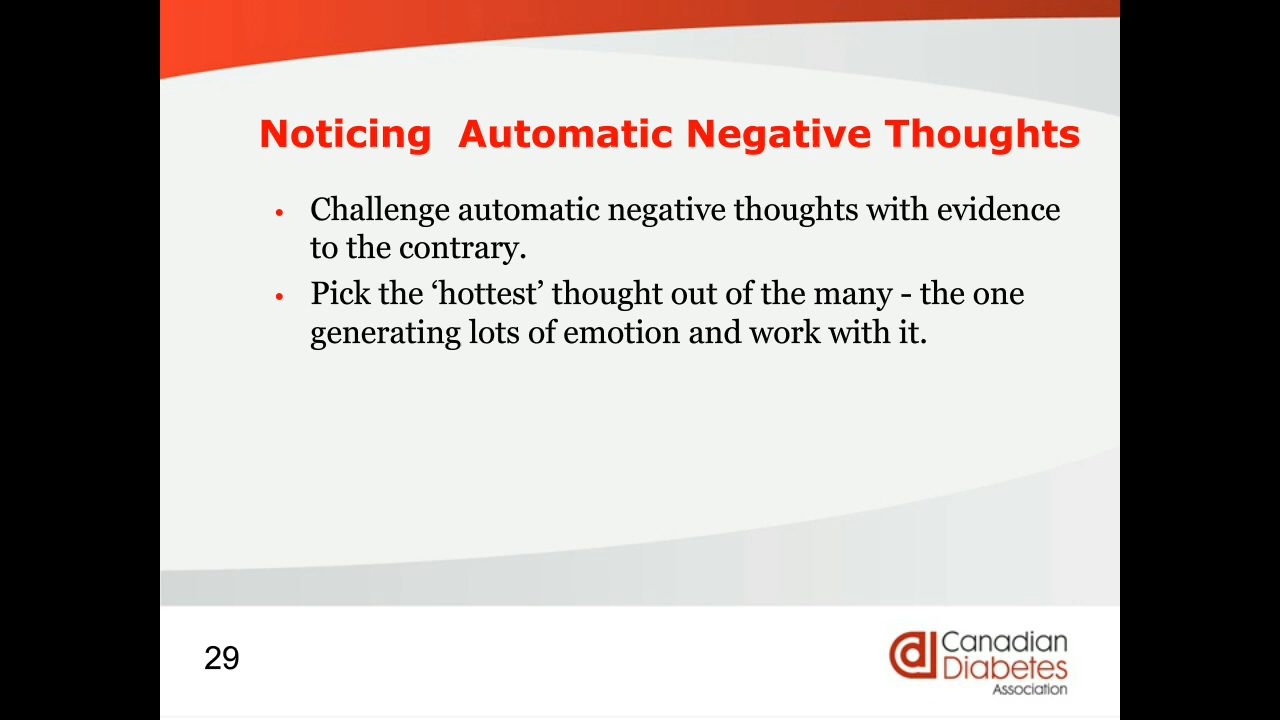 Noticing  Automatic Negative Thoughts
• Challenge automatic negative thoughts with evidence
to the contrary.
• Pick the ‘hottest’ thought out of the many - the one
generating lots of emotion and work with it.
29
Canadian
Diabetes
Association